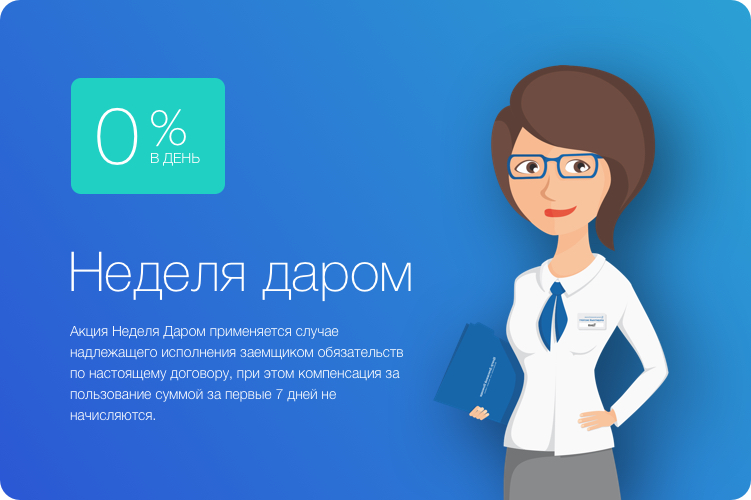 0 %
В ДЕНЬ
Неделя даром
Акция Неделя Даром применяется случае
надлежащего исполнения заемщиком обязательств
по настоящему договору, при этом компенсация за
пользование суммой за первые 7 дней не
начисляются.